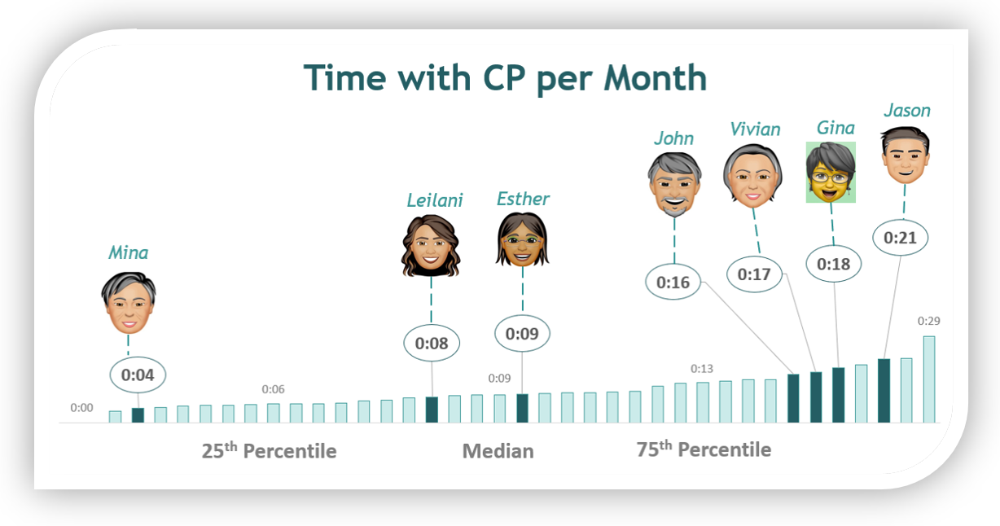 Time with CP per Month
Jason
Gina
Vivian
John
Esther
Leilani
Mina
0:21
0:18
0:17
0:16
0:29
0:09
0:08
0:13
0:09
0:04
0:06
0:00
25th Percentile
Median
75th Percentile